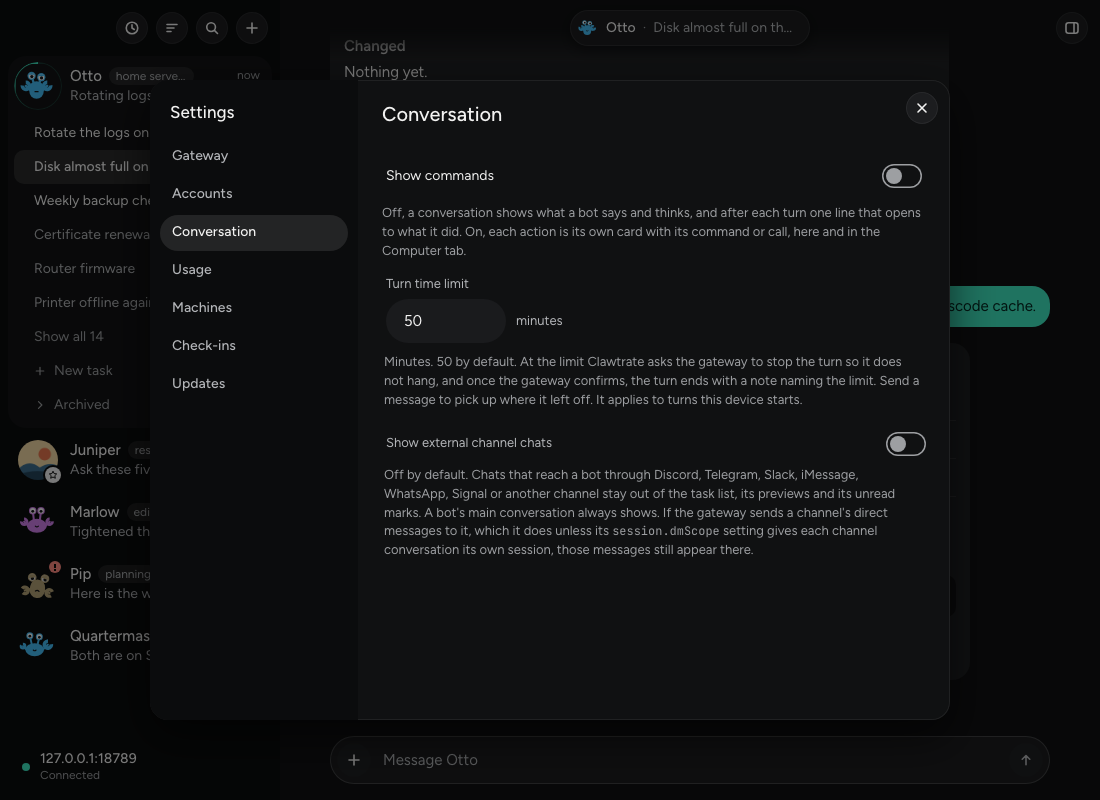 Otto · Disk almost full on th...
Changed
Nothing yet.
Otto home serve... now
Rotating logs
Rotate the logs on
Disk almost full on
Weekly backup che
Certificate renewa
Router firmware
Printer offline agai
Show all 14
New task
Archived
Juniper res
Ask these fiv
Marlow edi
Tightened th
Pip planning
Here is the w
Quartermas
Both are on S
127.0.0.1:18789
Connected
Settings
Gateway
Accounts
Conversation
Usage
Machines
Check-ins
Updates
Conversation
Show commands
Off, a conversation shows what a bot says and thinks, and after each turn one line that opens
to what it did. On, each action is its own card with its command or call, here and in the
Computer tab.
Turn time limit
50 minutes
Minutes. 50 by default. At the limit Clawtrate asks the gateway to stop the turn so it does
not hang, and once the gateway confirms, the turn ends with a note naming the limit. Send a
message to pick up where it left off. It applies to turns this device starts.
Show external channel chats
Off by default. Chats that reach a bot through Discord, Telegram, Slack, iMessage,
WhatsApp, Signal or another channel stay out of the task list, its previews and its unread
marks. A bot's main conversation always shows. If the gateway sends a channel's direct
messages to it, which it does unless its session.dmScope setting gives each channel
conversation its own session, those messages still appear there.
scode cache.
Message Otto